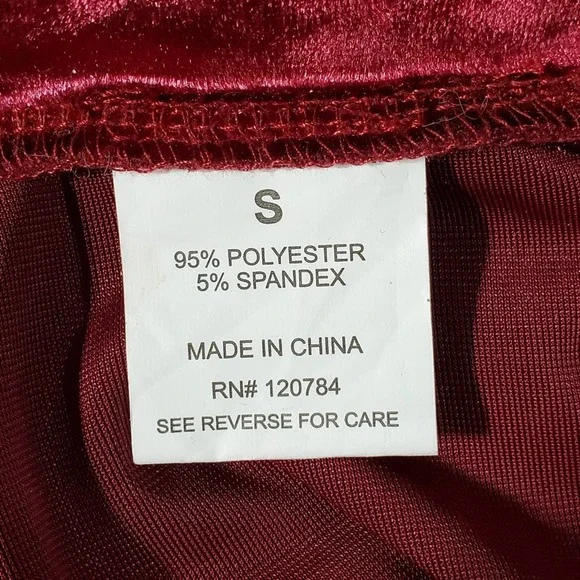 S
95% POLYESTER
5% SPANDEX
MADE IN CHINA
RN# 120784
SEE REVERSE FOR CARE